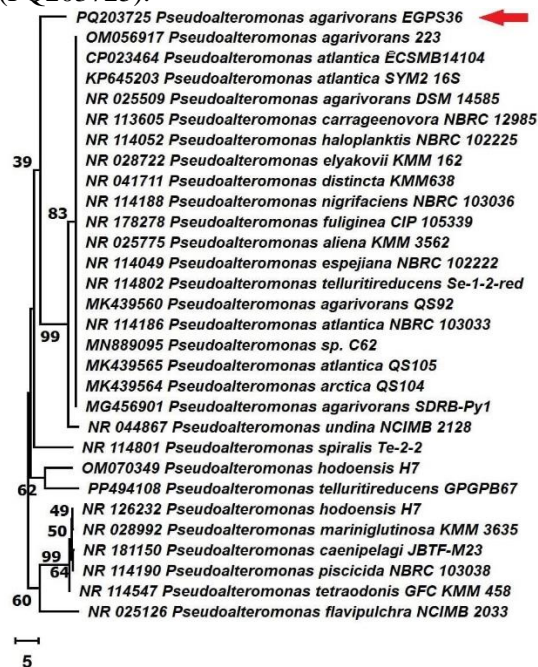 (PQ203725).
PQ203725 Pseudoalteromonas agarivorans EGPS36
OM056917 Pseudoalteromonas agarivorans 223
CP023464 Pseudoalteromonas atlantica ECSMB14104
KP645203 Pseudoalteromonas atlantica SYM2 16S
NR 025509 Pseudoalteromonas agarivorans DSM 14585
NR 113605 Pseudoalteromonas carrageenovora NBRC 12985
NR 114052 Pseudoalteromonas haloplanktis NBRC 102225
39
NR 028722 Pseudoalteromonas elyakovii KMM 162
NR 041711 Pseudoalteromonas distincta KMM638
NR 114188 Pseudoalteromonas nigrifaciens NBRC 103036
83
NR 178278 Pseudoalteromonas fuliginea CIP 105339
NR 025775 Pseudoalteromonas aliena KMM 3562
NR 114049 Pseudoalteromonas espejiana NBRC 102222
NR 114802 Pseudoalteromonas telluritireducens Se-1-2-red
MK439560 Pseudoalteromonas agarivorans QS92
NR 114186 Pseudoalteromonas atlantica NBRC 103033
99
MN889095 Pseudoalteromonas sp. C62
MK439565 Pseudoalteromonas atlantica QS105
MK439564 Pseudoalteromonas arctica QS104
MG456901 Pseudoalteromonas agarivorans SDRB-Py1
NR 044867 Pseudoalteromonas undina NCIMB 2128
NR 114801 Pseudoalteromonas spiralis Te-2-2
OM070349 Pseudoalteromonas hodoensis H7
62
PP494108 Pseudoalteromonas telluritireducens GPGPB67
49
NR 126232 Pseudoalteromonas hodoensis H7
50
NR 028992 Pseudoalteromonas mariniglutinosa KMM 3635
99
NR 181150 Pseudoalteromonas caenipelagi JBTF-M23
64
NR 114190 Pseudoalteromonas piscicida NBRC 103038
NR 114547 Pseudoalteromonas tetraodonis GFC KMM 458
60
NR 025126 Pseudoalteromonas flavipulchra NCIMB 2033
5